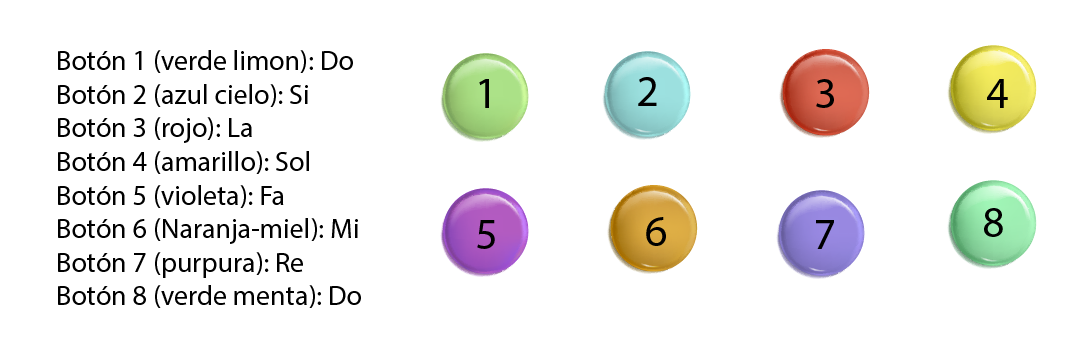 Botón 1 (verde limon): Do
Botón 2 (azul cielo): Si
Botón 3 (rojo): La
Botón 4 (amarillo): Sol
Botón 5 (violeta): Fa
Botón 6 (Naranja-miel): Mi
Botón 7 (purpura): Re
Botón 8 (verde menta): Do
1 2 3 4
5 6 7 8